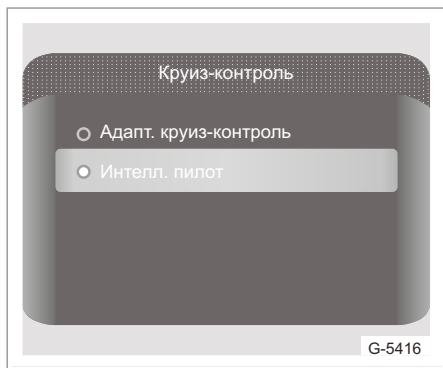 Круиз-контроль
Адапт. круиз-контроль
Интелл. пилот
G-5416